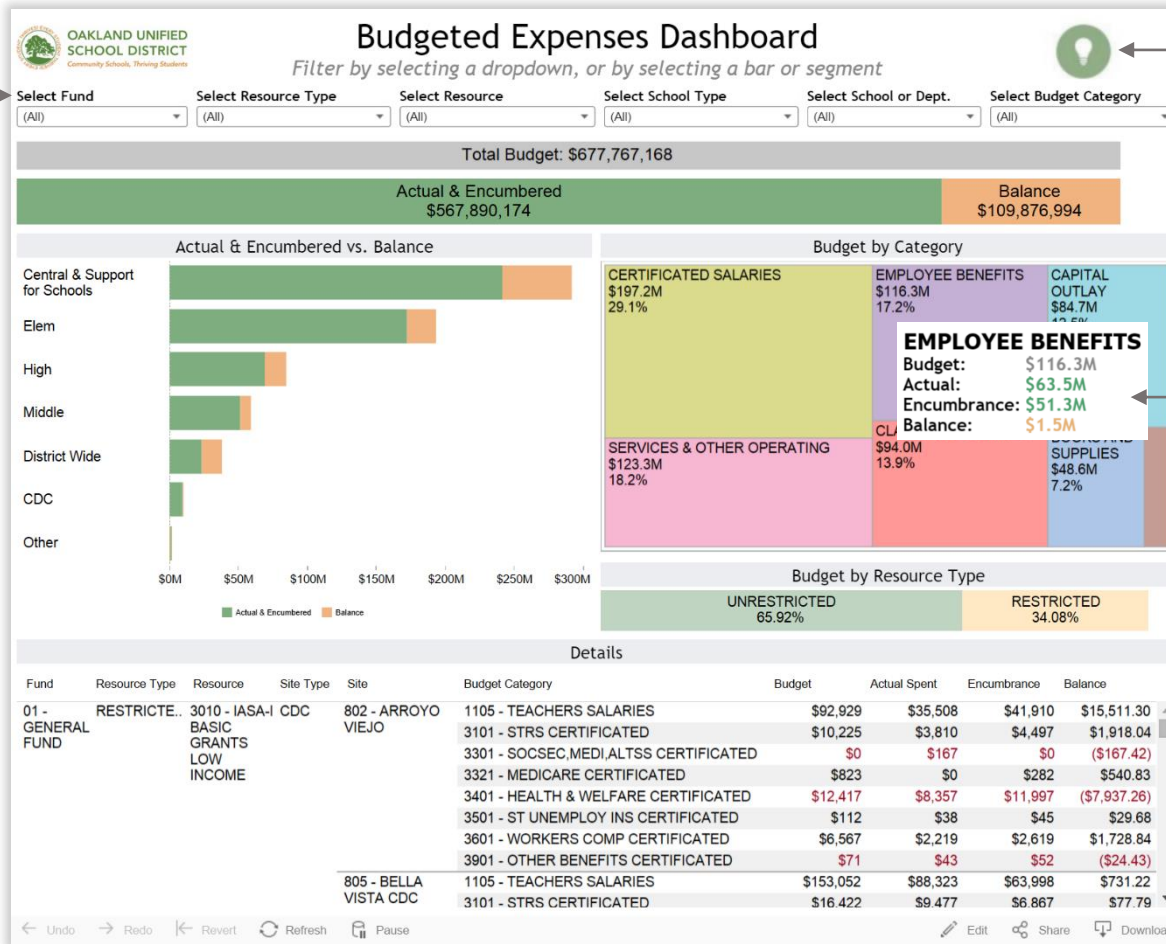 OAKLAND UNIFIED
SCHOOL DISTRICT
Community Schools, Thriving Students
Budgeted Expenses Dashboard
Filter by selecting a dropdown, or by selecting a bar or segment
Select Fund Select Resource Type Select Resource Select School Type Select School or Dept. Select Budget Category
(All) (All) (All) (All) (All) (All)
Total Budget: $677,767,168
Actual & Encumbered
$567,890,174
Balance
$109,876,994
Actual & Encumbered vs. Balance
Central & Support
for Schools
Elem
High
Middle
District Wide
CDC
Other
$0M $50M $100M $150M $200M $250M $300M
Actual & Encumbered Balance
Budget by Category
CERTIFICATED SALARIES
$197.2M
29.1%
EMPLOYEE BENEFITS
$116.3M
17.2%
CAPITAL
OUTLAY
$84.7M
EMPLOYEE BENEFITS
Budget: $116.3M
Actual: $63.5M
Encumbrance: $51.3M
Balance: $1.5M
SERVICES & OTHER OPERATING
$123.3M
18.2%
$94.0M
13.9%
BOOKS AND
SUPPLIES
$48.6M
7.2%
Budget by Resource Type
UNRESTRICTED
65.92%
RESTRICTED
34.08%
Details
Fund Resource Type Resource Site Type Site Budget Category Budget Actual Spent Encumbrance Balance
01 - RESTRICTE.. 3010 - IASA-I CDC 802 - ARROYO 1105 - TEACHERS SALARIES $92,929 $35,508 $41,910 $15,511.30
GENERAL BASIC VIEJO 3101 - STRS CERTIFICATED $10,225 $3,810 $4,497 $1,918.04
FUND GRANTS 3301 - SOCSEC,MEDI,ALTSS CERTIFICATED $0 $167 $0 ($167.42)
LOW
INCOME 3321 - MEDICARE CERTIFICATED $823 $0 $282 $540.83
3401 - HEALTH & WELFARE CERTIFICATED $12,417 $8,357 $11,997 ($7,937.26)
3501 - ST UNEMPLOY INS CERTIFICATED $112 $38 $45 $29.68
3601 - WORKERS COMP CERTIFICATED $6,567 $2,219 $2,619 $1,728.84
3901 - OTHER BENEFITS CERTIFICATED $71 $43 $52 ($24.43)
805 - BELLA 1105 - TEACHERS SALARIES $153,052 $88,323 $63,998 $731.22
VISTA CDC 3101 - STRS CERTIFICATED $16,422 $9,477 $6,867 $77.79
Undo Redo Revert Refresh Pause Edit Share